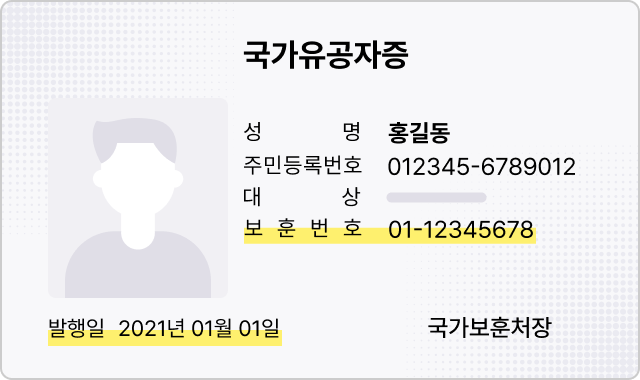 국가유공자증
성 명 홍길동
주민등록번호 012345-6789012
대 상
보 훈 번 호 01-12345678
발행일 2021년 01월 01일
국가보훈처장